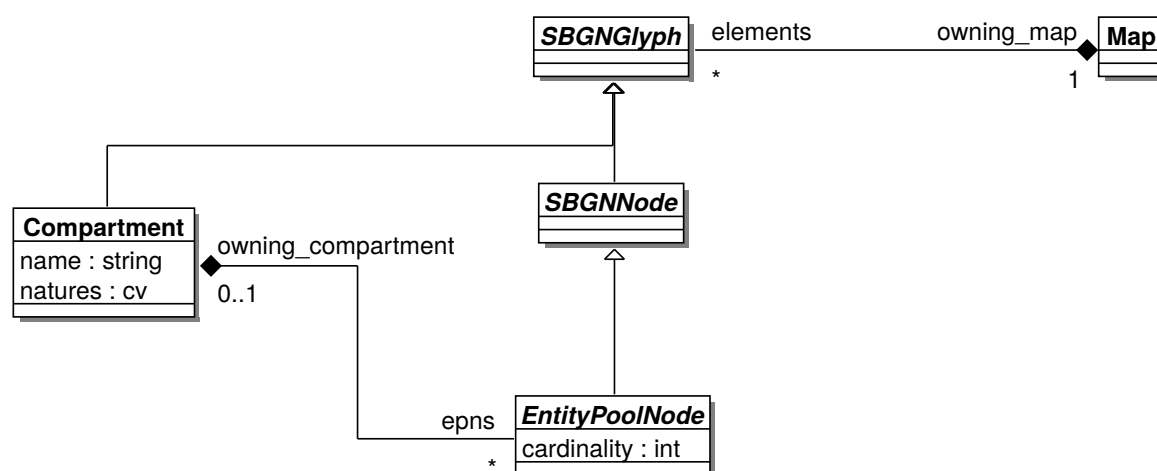 SBGNGlyph
elements
owning_map
Map
*
1
SBGNNode
Compartment
name : string
natures : cv
owning_compartment
0..1
epns
*
EntityPoolNode
cardinality : int